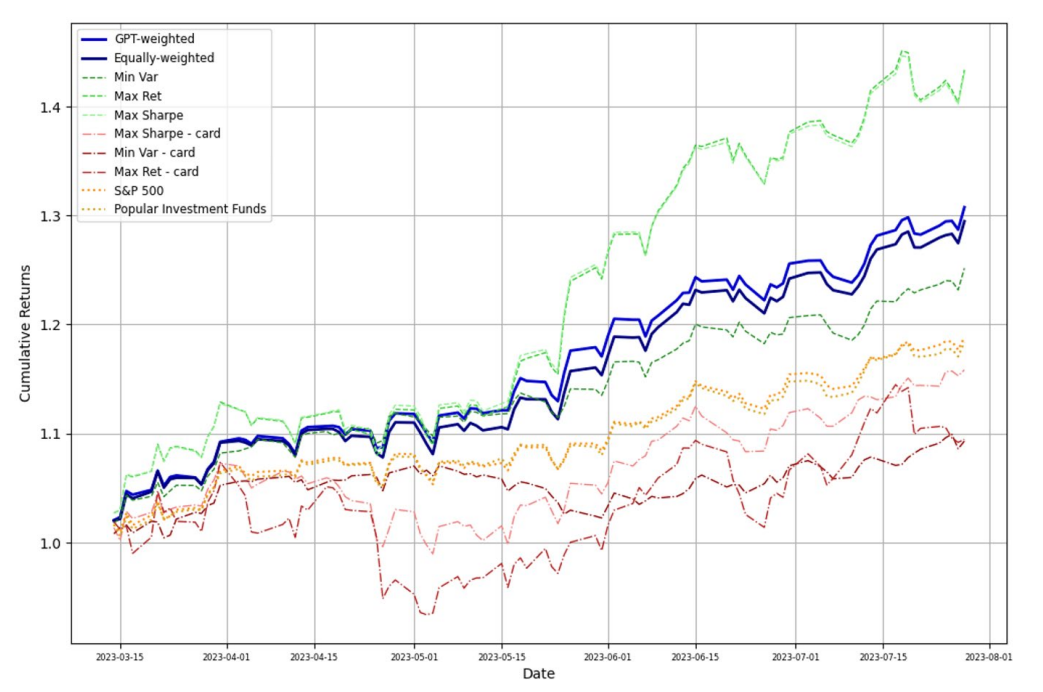 GPT-weighted
Equally-weighted
Min Var
Max Ret
Max Sharpe
Max Sharpe - card
Min Var - card
Max Ret - card
S&P 500
Popular Investment Funds
1.4
1.3
1.2
1.1
1.0
Cumulative Returns
2023-03-15 2023-04-01 2023-04-15 2023-05-01 2023-05-15 2023-06-01 2023-06-15 2023-07-01 2023-07-15 2023-08-01
Date